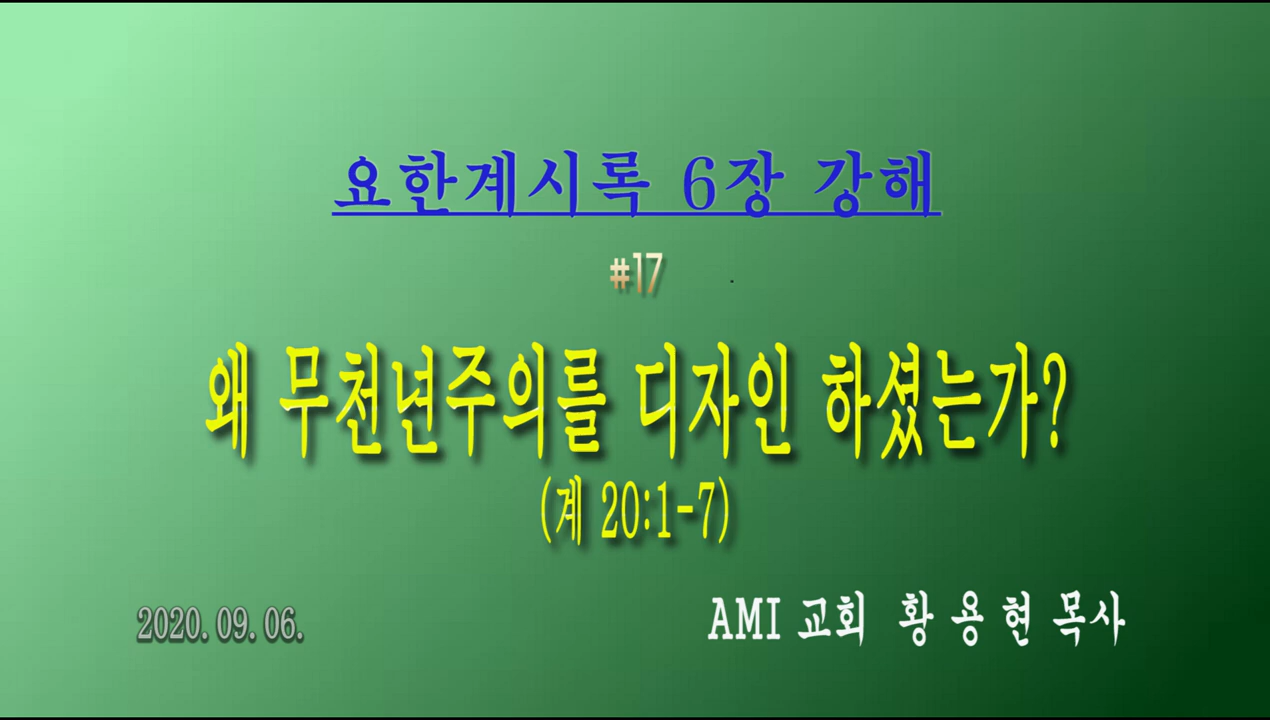 요한계시록 6장 강해
#17
왜 무천년주의를 디자인 하셨는가?
(계 20:1-7)
2020. 09. 06.
AMI 교회 황 용 현 목사